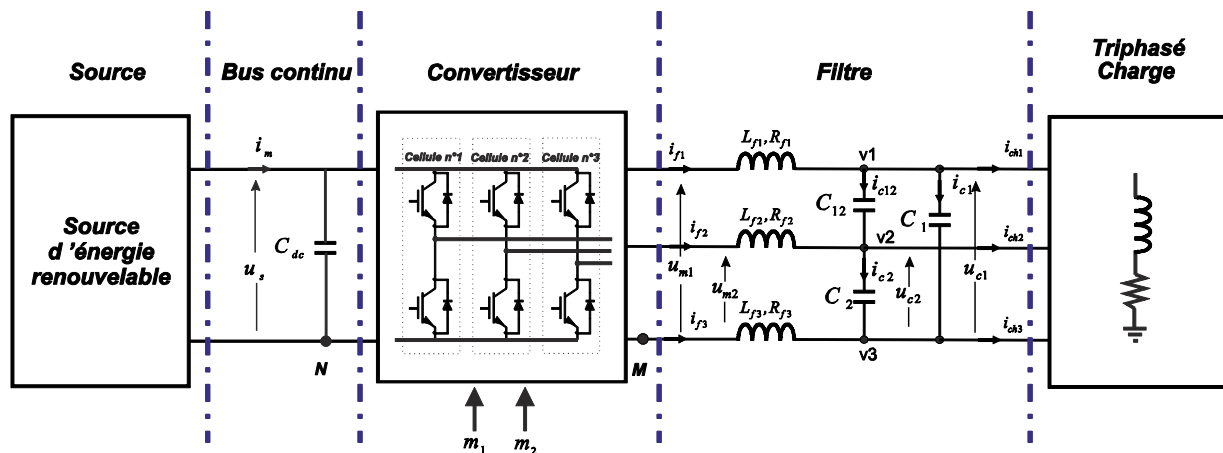 Source
Bus continu
Convertisseur
Filtre
Triphasé
Charge
Source
d 'énergie
renouvelable
i_m
u_s
C_dc
N
Cellule n°1
Cellule n°2
Cellule n°3
m_1
m_2
M
i_f1
i_f2
i_f3
u_m1
u_m2
L_f1, R_f1
L_f2, R_f2
L_f3, R_f3
v1
v2
v3
i_c12
C_12
i_c2
C_2
i_c1
C_1
u_c2
u_c1
i_ch1
i_ch2
i_ch3